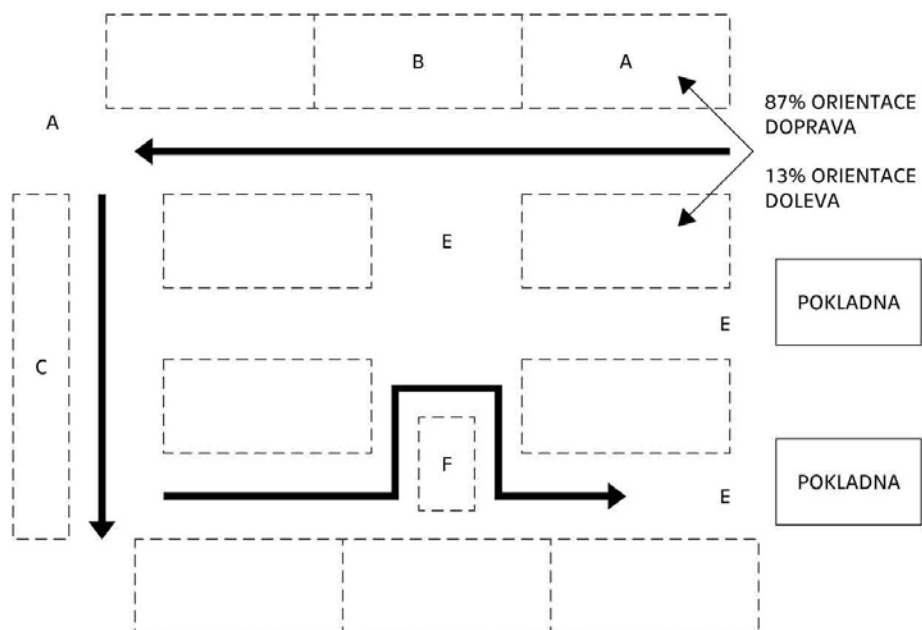 B
A
87% ORIENTACE
DOPRAVA
A
13% ORIENTACE
DOLEVA
E
POKLADNA
E
C
F
E
POKLADNA